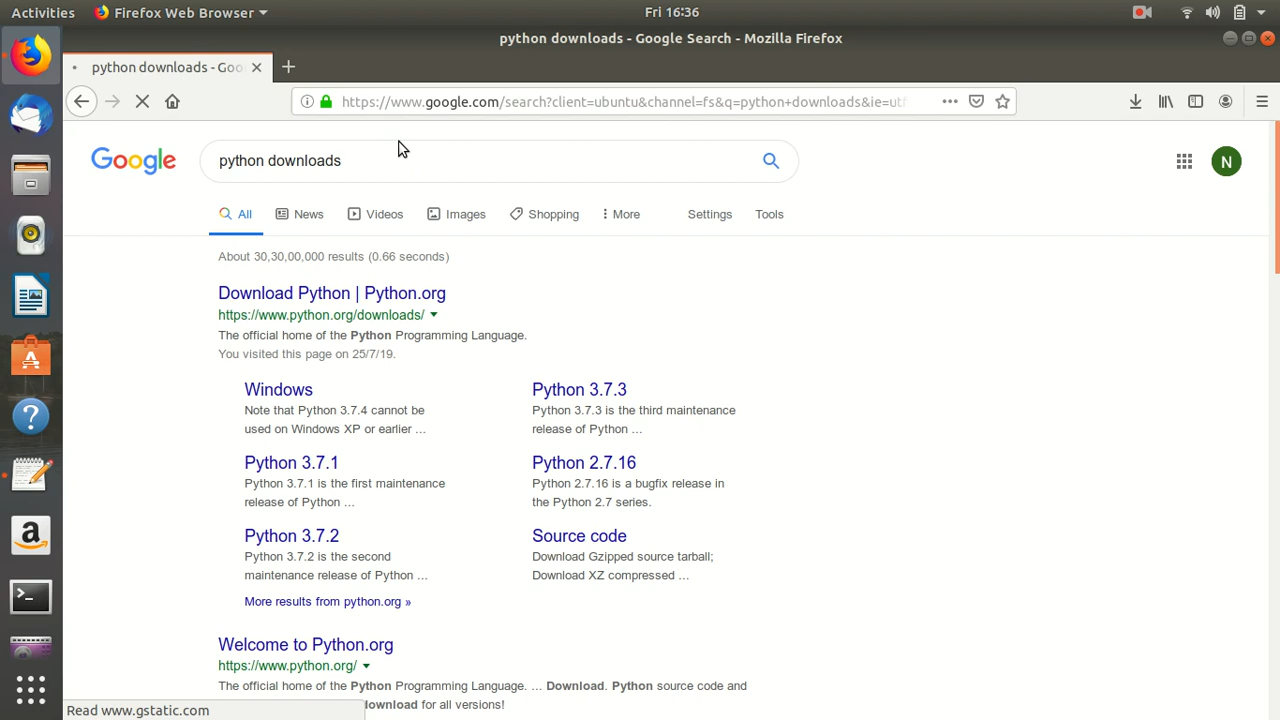 Activities
Firefox Web Browser
Fri 16:36
python downloads - Google Search - Mozilla Firefox
python downloads - Goo
https://www.google.com/search?client=ubuntu&channel=fs&q=python+downloads&ie=utf
Google
python downloads
N
All
News
Videos
Images
Shopping
More
Settings
Tools
About 30,30,00,000 results (0.66 seconds)
Download Python | Python.org
https://www.python.org/downloads/
The official home of the Python Programming Language.
You visited this page on 25/7/19.
Windows
Note that Python 3.7.4 cannot be
used on Windows XP or earlier ...
Python 3.7.3
Python 3.7.3 is the third maintenance
release of Python ...
Python 3.7.1
Python 3.7.1 is the first maintenance
release of Python ...
Python 2.7.16
Python 2.7.16 is a bugfix release in
the Python 2.7 series.
Python 3.7.2
Python 3.7.2 is the second
maintenance release of Python ...
Source code
Download Gzipped source tarball;
Download XZ compressed ...
More results from python.org »
Welcome to Python.org
https://www.python.org/
The official home of the Python Programming Language. ... Download. Python source code and
ownload for all versions!
Read www.gstatic.com